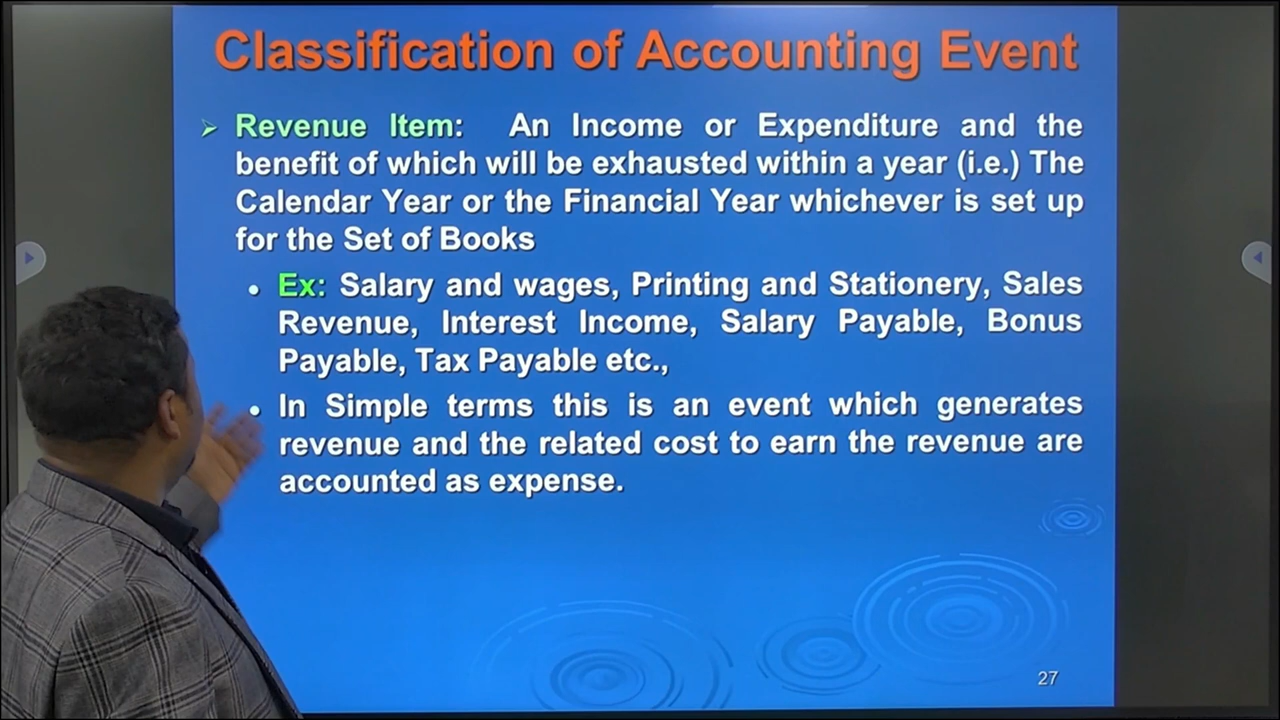 Classification of Accounting Event
Revenue Item: An Income or Expenditure and the
benefit of which will be exhausted within a year (i.e.) The
Calendar Year or the Financial Year whichever is set up
for the Set of Books
Ex: Salary and wages, Printing and Stationery, Sales
Revenue, Interest Income, Salary Payable, Bonus
Payable, Tax Payable etc.,
In Simple terms this is an event which generates
revenue and the related cost to earn the revenue are
accounted as expense.
27